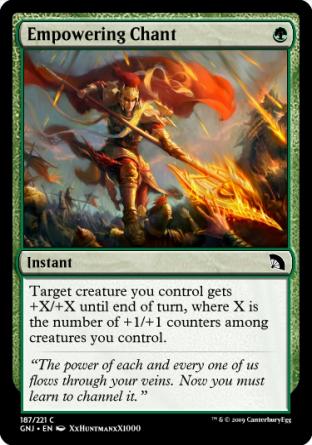 Empowering Chant
Instant
Target creature you control gets
+X/+X until end of turn, where X is
the number of +1/+1 counters among
creatures you control.
“The power of each and every one of us
flows through your veins. Now you must
learn to channel it.”
187/221 C
GNJ • EN XxHuntmanxX1000
™ & © 2019 CanterburyEgg